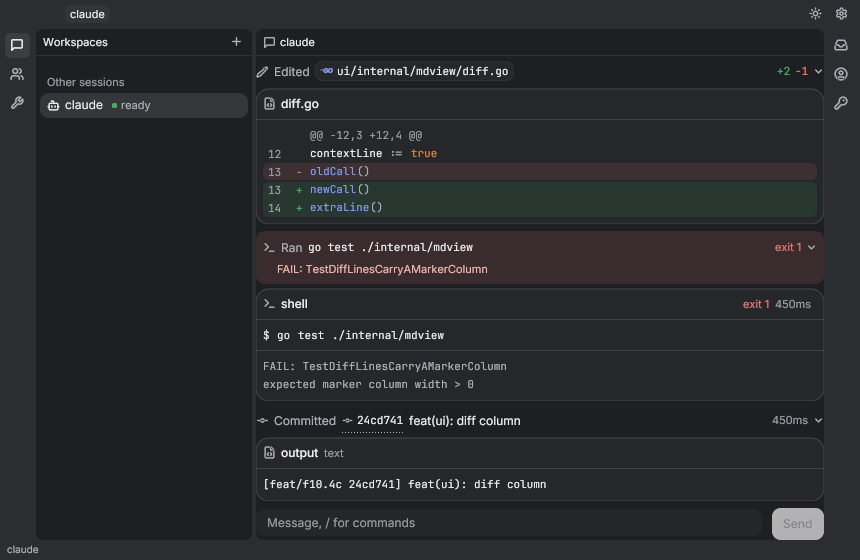 claude
Workspaces
+
Other sessions
claude ready
claude
Edited ui/internal/mdview/diff.go +2 -1
diff.go
@@ -12,3 +12,4 @@
12 contextLine := true
13 - oldCall()
13 + newCall()
14 + extraLine()
>_ Ran go test ./internal/mdview exit 1
FAIL: TestDiffLinesCarryAMarkerColumn
>_ shell exit 1 450ms
$ go test ./internal/mdview
FAIL: TestDiffLinesCarryAMarkerColumn
expected marker column width > 0
Committed 24cd741 feat(ui): diff column 450ms
output text
[feat/f10.4c 24cd741] feat(ui): diff column
Message, / for commands
Send
claude